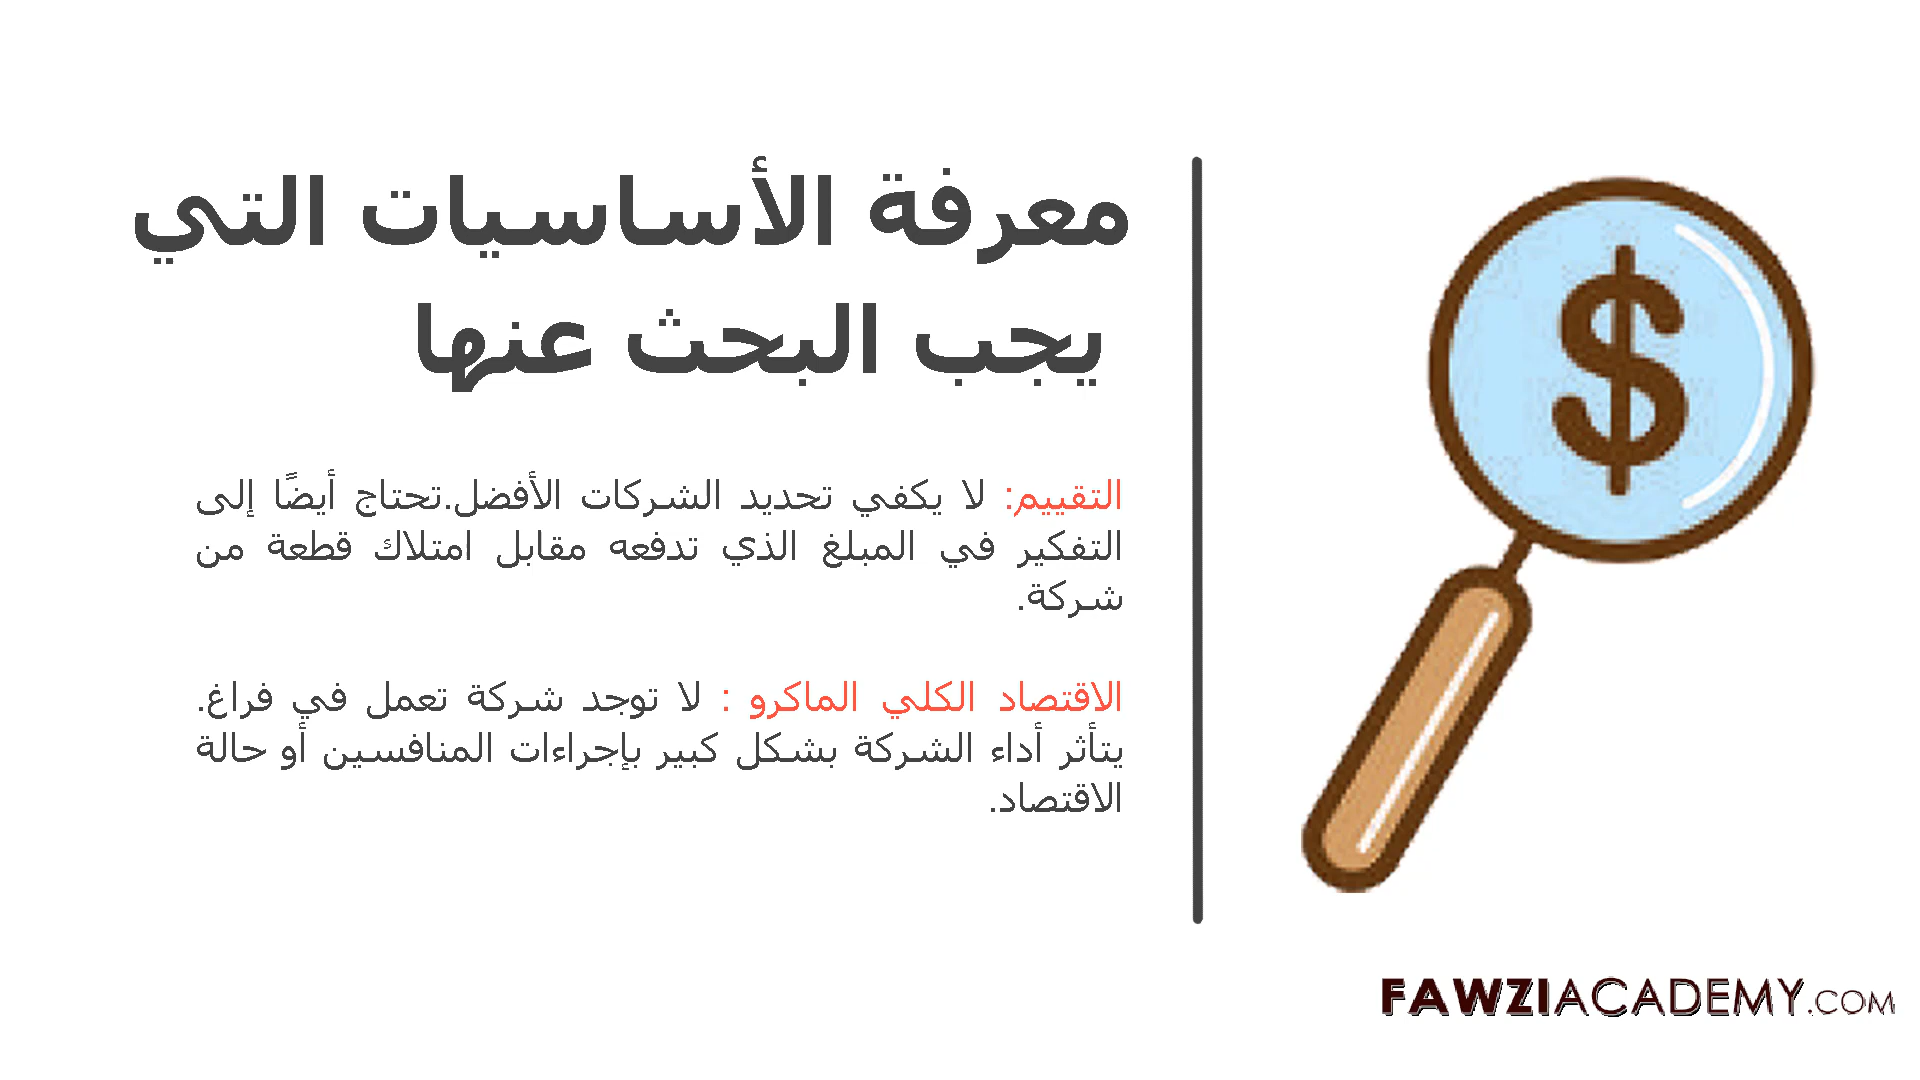 معرفة الأساسيات التي
يجب البحث عنها
التقييم: لا يكفي تحديد الشركات الأفضل.تحتاج أيضًا إلى
التفكير في المبلغ الذي تدفعه مقابل امتلاك قطعة من
شركة.
الاقتصاد الكلي الماكرو : لا توجد شركة تعمل في فراغ.
يتأثر أداء الشركة بشكل كبير بإجراءات المنافسين أو حالة
الاقتصاد.
$
FAWZIACADEMY.COM